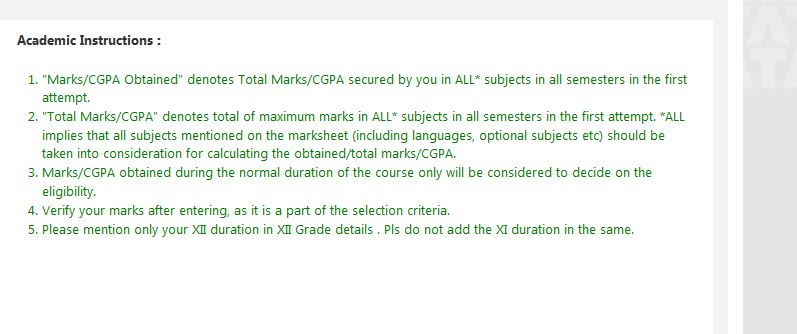 Academic Instructions :
1. "Marks/CGPA Obtained" denotes Total Marks/CGPA secured by you in ALL* subjects in all semesters in the first
attempt.
2. "Total Marks/CGPA" denotes total of maximum marks in ALL* subjects in all semesters in the first attempt. *ALL
implies that all subjects mentioned on the marksheet (including languages, optional subjects etc) should be
taken into consideration for calculating the obtained/total marks/CGPA.
3. Marks/CGPA obtained during the normal duration of the course only will be considered to decide on the
eligibility.
4. Verify your marks after entering, as it is a part of the selection criteria.
5. Please mention only your XII duration in XII Grade details . Pls do not add the XI duration in the same.